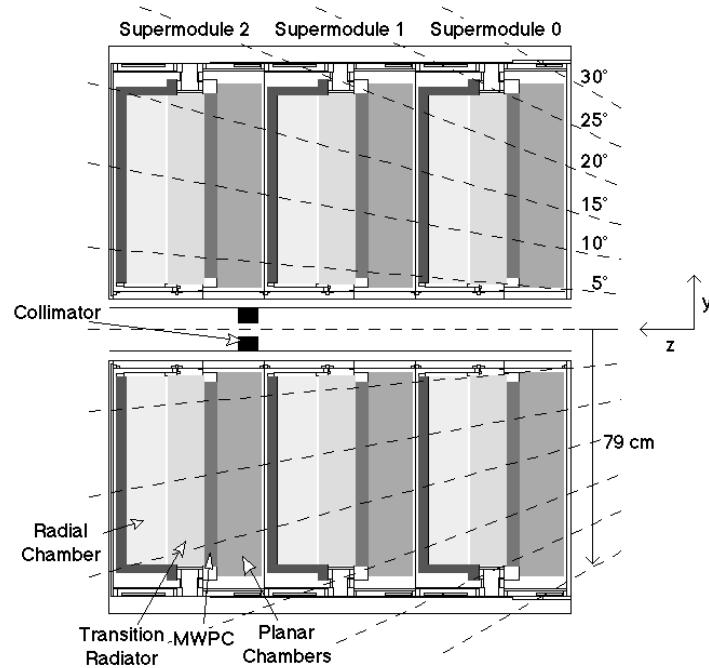 Supermodule 2
Supermodule 1
Supermodule 0
30°
25°
20°
15°
10°
5°
Collimator
y
z
79 cm
Radial
Chamber
Transition
Radiator
MWPC
Planar
Chambers